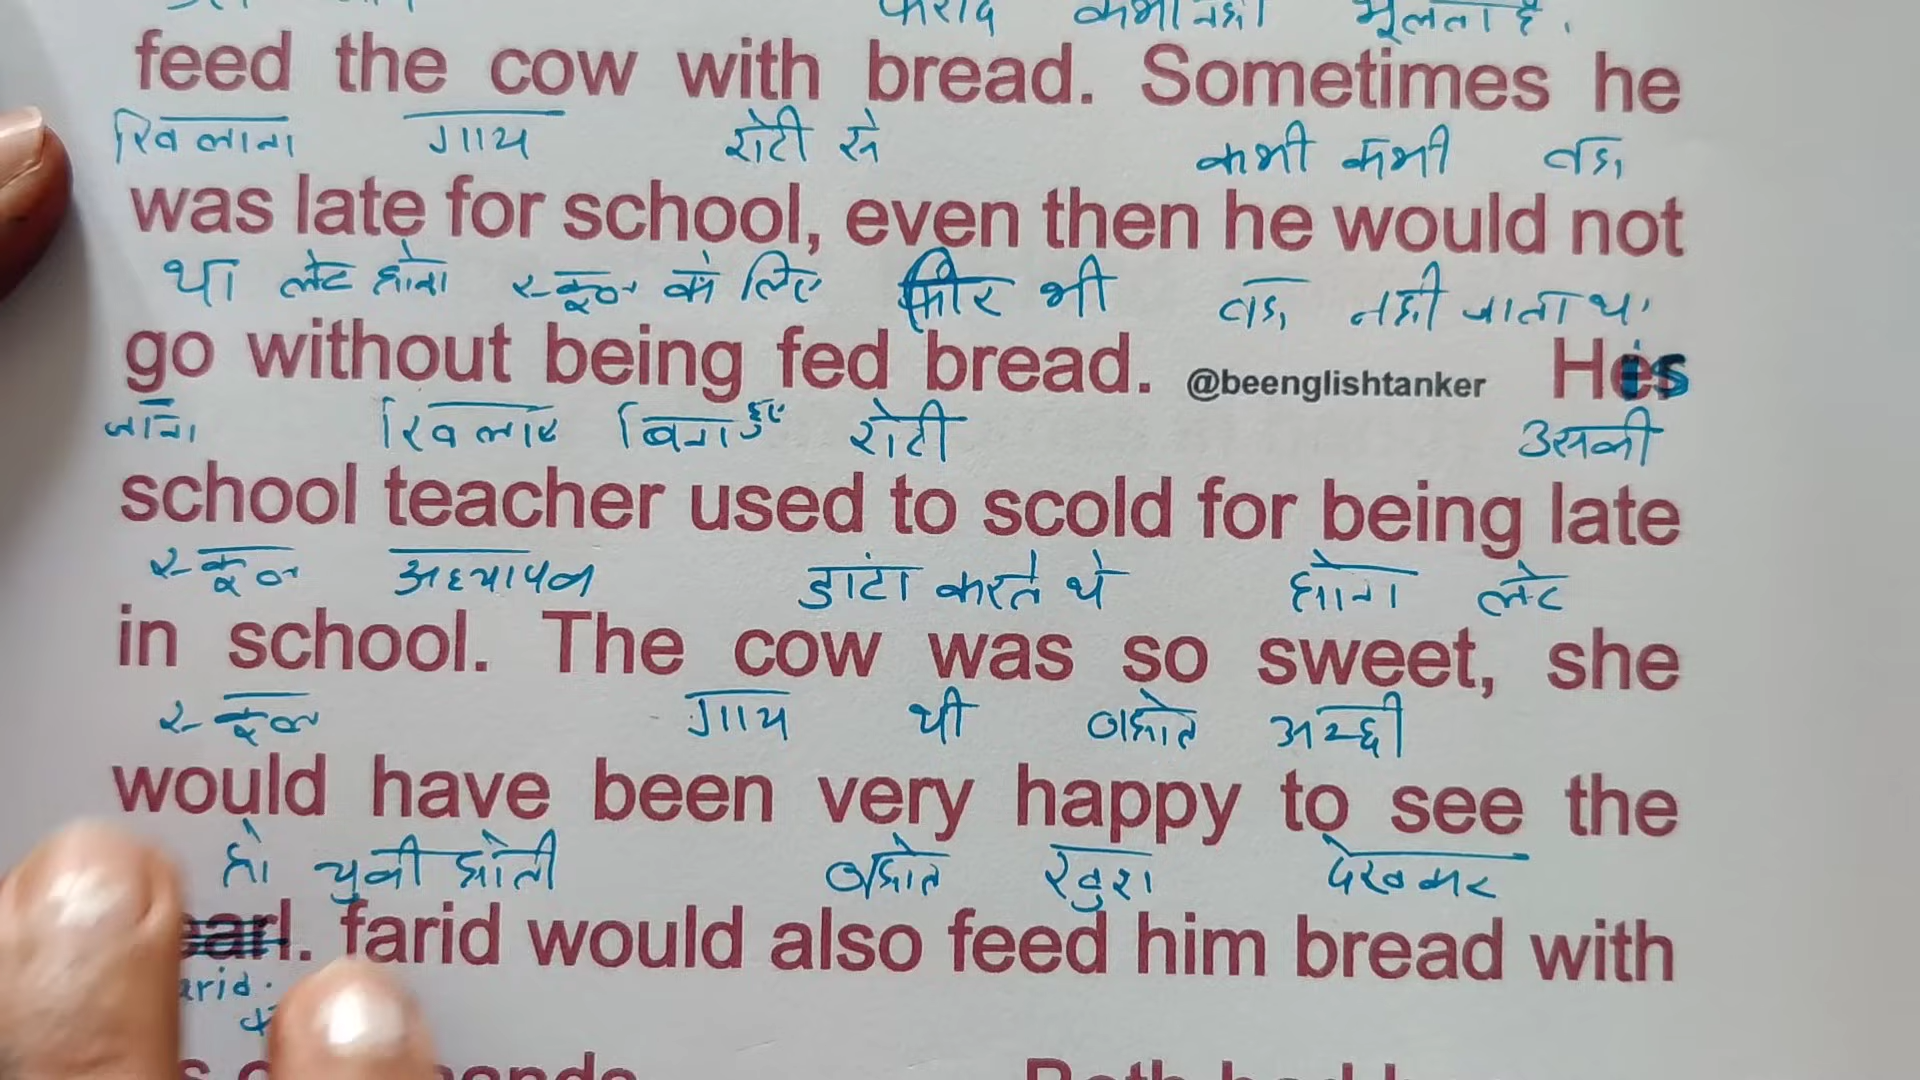 भूलता है.
feed the cow with bread. Sometimes he
खिलाना गाय रोटी से कभी कभी वह
was late for school, even then he would not
था लेट होना स्कूल के लिए फिर भी वह नही जाता था
go without being fed bread. @beenglishtanker His
जाना खिलाए बिना हुए रोटी उसकी
school teacher used to scold for being late
स्कूल अध्यापक डांटा करते थे होना लेट
in school. The cow was so sweet, she
स्कूल गाय थी बहोत अच्छी
would have been very happy to see the
हो चुकी होती बहोत खुश देखकर
farid would also feed him bread with
arid.